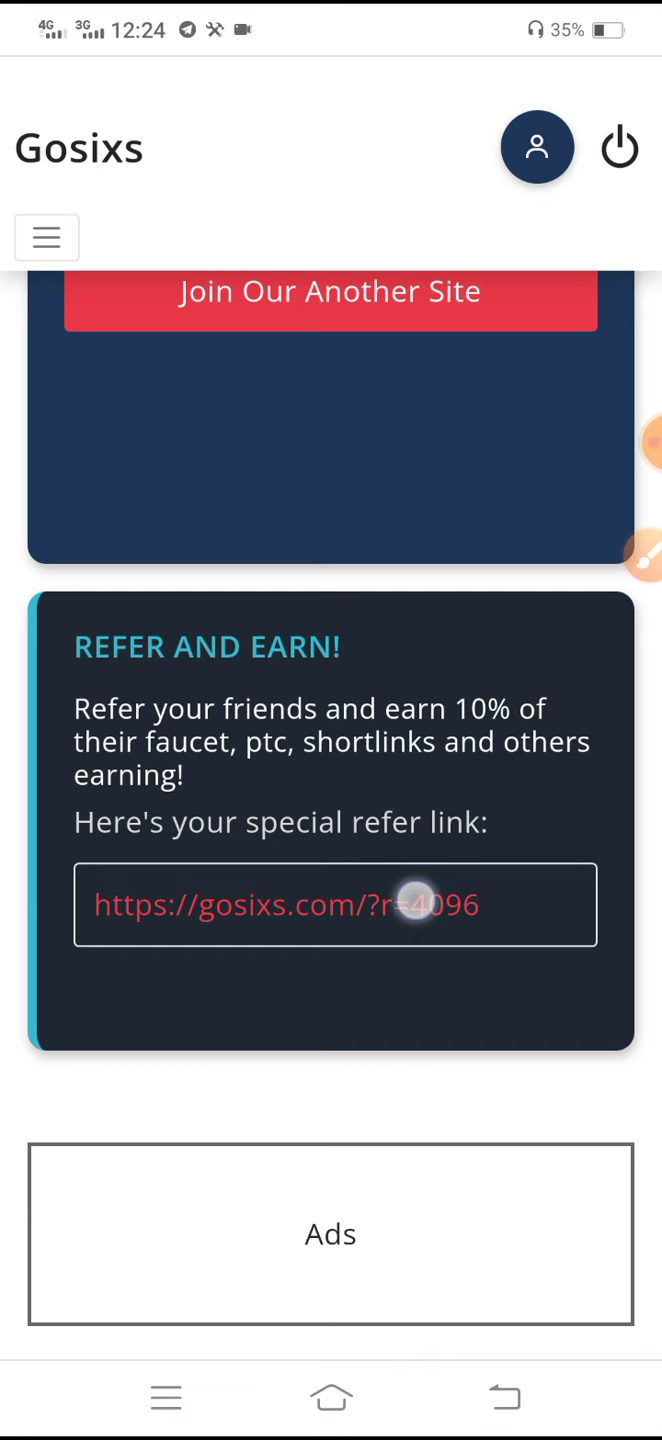 4G 3G 12:24 35%
Gosixs
Join Our Another Site
REFER AND EARN!
Refer your friends and earn 10% of
their faucet, ptc, shortlinks and others
earning!
Here's your special refer link:
https://gosixs.com/?r=4096
Ads